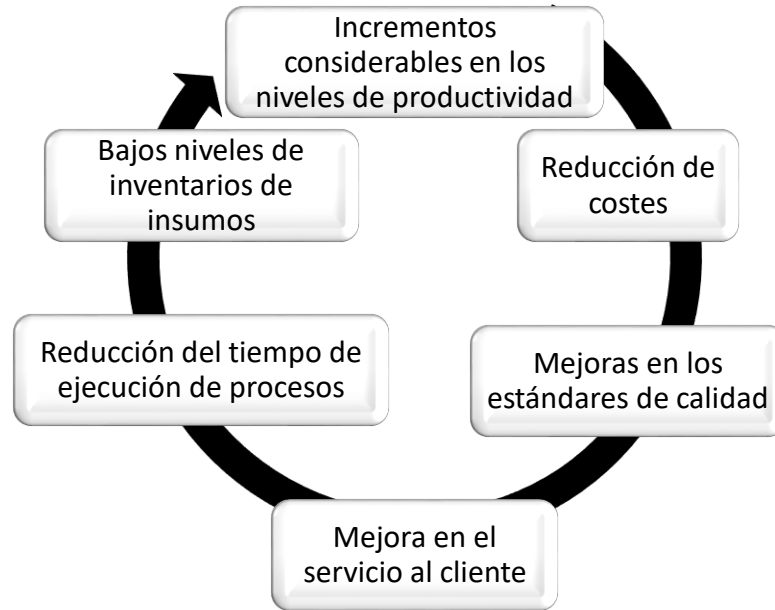 Incrementos
considerables en los
niveles de productividad
Reducción de
costes
Mejoras en los
estándares de calidad
Mejora en el
servicio al cliente
Reducción del tiempo de
ejecución de procesos
Bajos niveles de
inventarios de
insumos